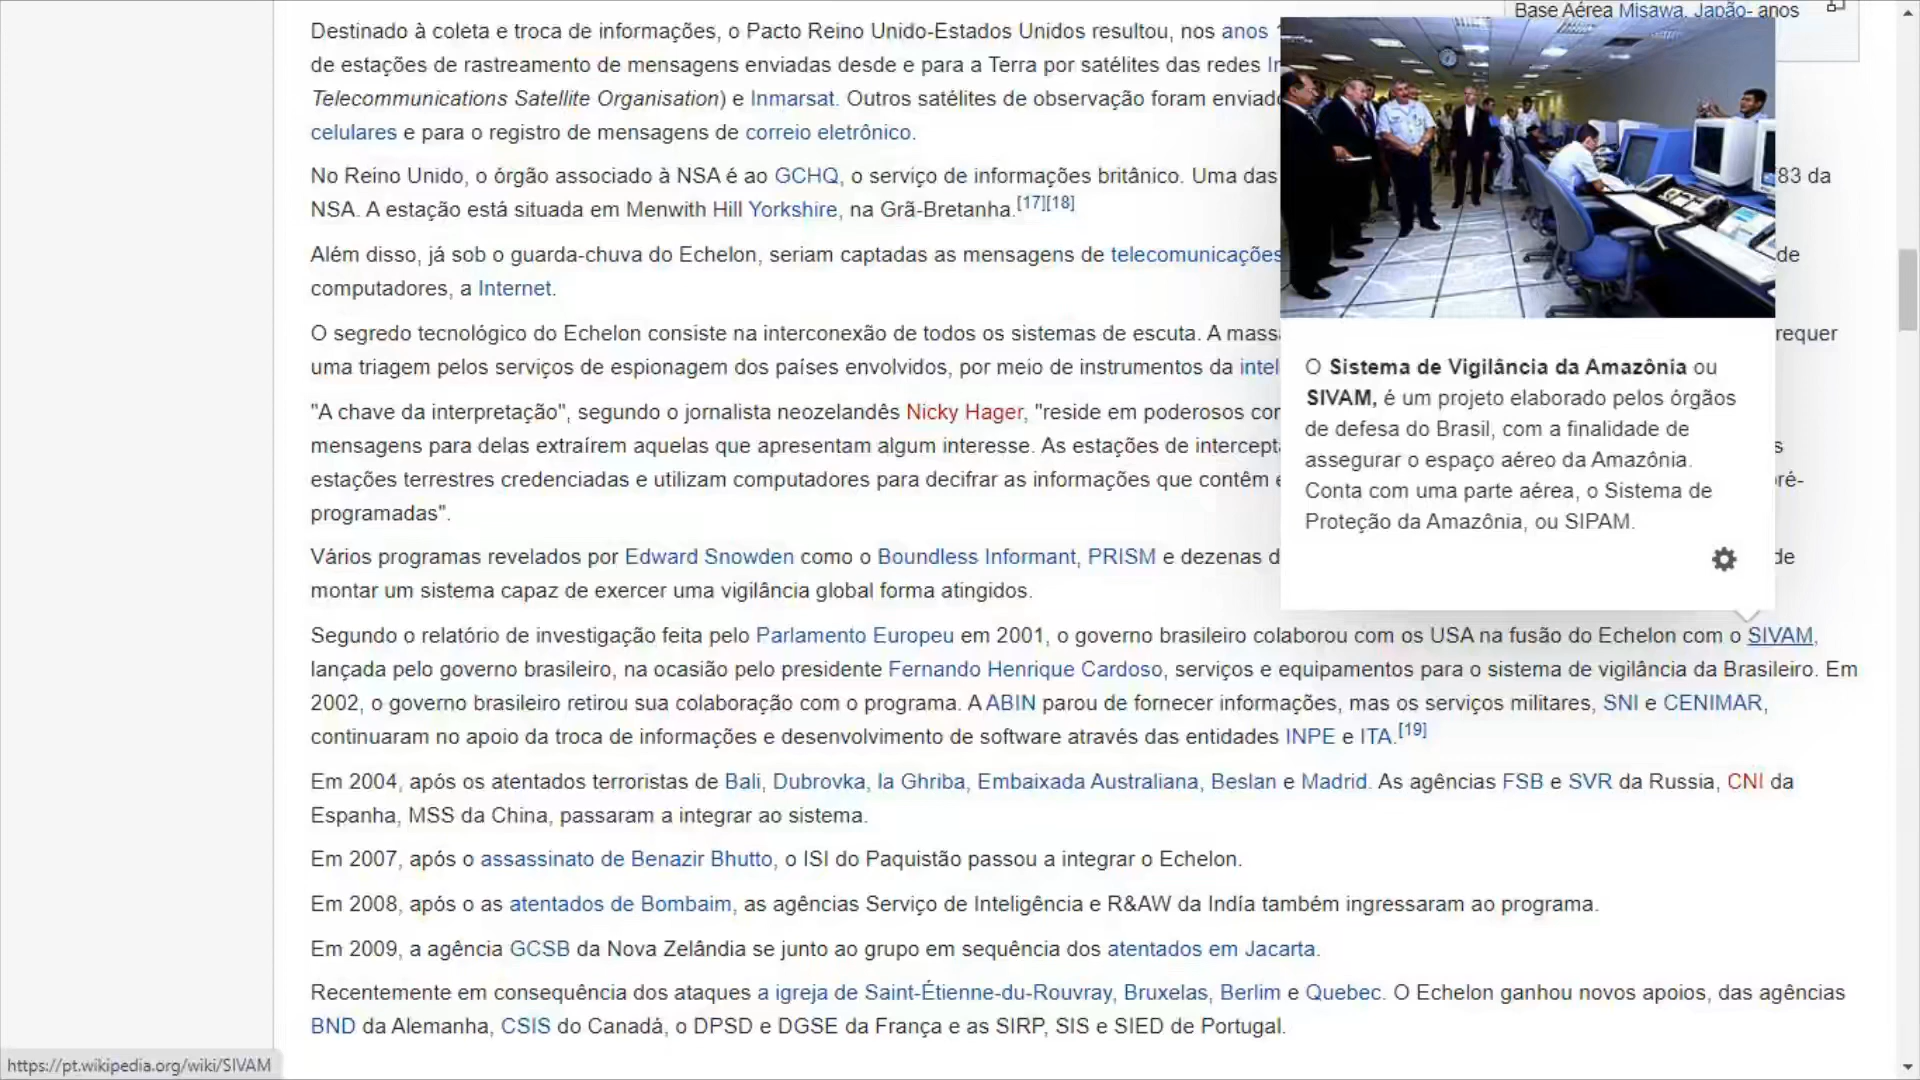 Base Aérea Misawa, Japão- anos
Destinado à coleta e troca de informações, o Pacto Reino Unido-Estados Unidos resultou, nos anos
de estações de rastreamento de mensagens enviadas desde e para a Terra por satélites das redes
Telecommunications Satellite Organisation) e Inmarsat. Outros satélites de observação foram
celulares e para o registro de mensagens de correio eletrônico.
No Reino Unido, o órgão associado à NSA é ao GCHQ, o serviço de informações britânico. Uma das 83 da
NSA. A estação está situada em Menwith Hill Yorkshire, na Grã-Bretanha.[17][18]
Além disso, já sob o guarda-chuva do Echelon, seriam captadas as mensagens de telecomunicações de
computadores, a Internet.
O segredo tecnológico do Echelon consiste na interconexão de todos os sistemas de escuta. A requer
uma triagem pelos serviços de espionagem dos países envolvidos, por meio de instrumentos da
"A chave da interpretação", segundo o jornalista neozelandês Nicky Hager, "reside em poderosos
mensagens para delas extraírem aquelas que apresentam algum interesse. As estações de
estações terrestres credenciadas e utilizam computadores para decifrar as informações que contêm
programadas".
Vários programas revelados por Edward Snowden como o Boundless Informant, PRISM e dezenas de
montar um sistema capaz de exercer uma vigilância global forma atingidos.
O Sistema de Vigilância da Amazônia ou
SIVAM, é um projeto elaborado pelos órgãos
de defesa do Brasil, com a finalidade de
assegurar o espaço aéreo da Amazônia.
Conta com uma parte aérea, o Sistema de
Proteção da Amazônia, ou SIPAM.
Segundo o relatório de investigação feita pelo Parlamento Europeu em 2001, o governo brasileiro colaborou com os USA na fusão do Echelon com o SIVAM,
lançada pelo governo brasileiro, na ocasião pelo presidente Fernando Henrique Cardoso, serviços e equipamentos para o sistema de vigilância da Brasileiro. Em
2002, o governo brasileiro retirou sua colaboração com o programa. A ABIN parou de fornecer informações, mas os serviços militares, SNI e CENIMAR,
continuaram no apoio da troca de informações e desenvolvimento de software através das entidades INPE e ITA.[19]
Em 2004, após os atentados terroristas de Bali, Dubrovka, la Ghriba, Embaixada Australiana, Beslan e Madrid. As agências FSB e SVR da Russia, CNI da
Espanha, MSS da China, passaram a integrar ao sistema.
Em 2007, após o assassinato de Benazir Bhutto, o ISI do Paquistão passou a integrar o Echelon.
Em 2008, após o as atentados de Bombaim, as agências Serviço de Inteligência e R&AW da Indía também ingressaram ao programa.
Em 2009, a agência GCSB da Nova Zelândia se junto ao grupo em sequência dos atentados em Jacarta.
Recentemente em consequência dos ataques a igreja de Saint-Étienne-du-Rouvray, Bruxelas, Berlim e Quebec. O Echelon ganhou novos apoios, das agências
BND da Alemanha, CSIS do Canadá, o DPSD e DGSE da França e as SIRP, SIS e SIED de Portugal.
https://pt.wikipedia.org/wiki/SIVAM